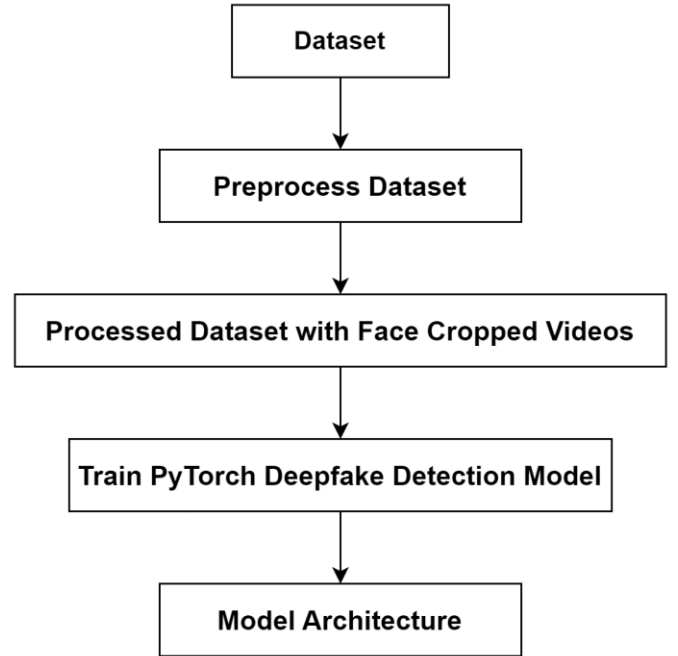 Dataset
Preprocess Dataset
Processed Dataset with Face Cropped Videos
Train PyTorch Deepfake Detection Model
Model Architecture